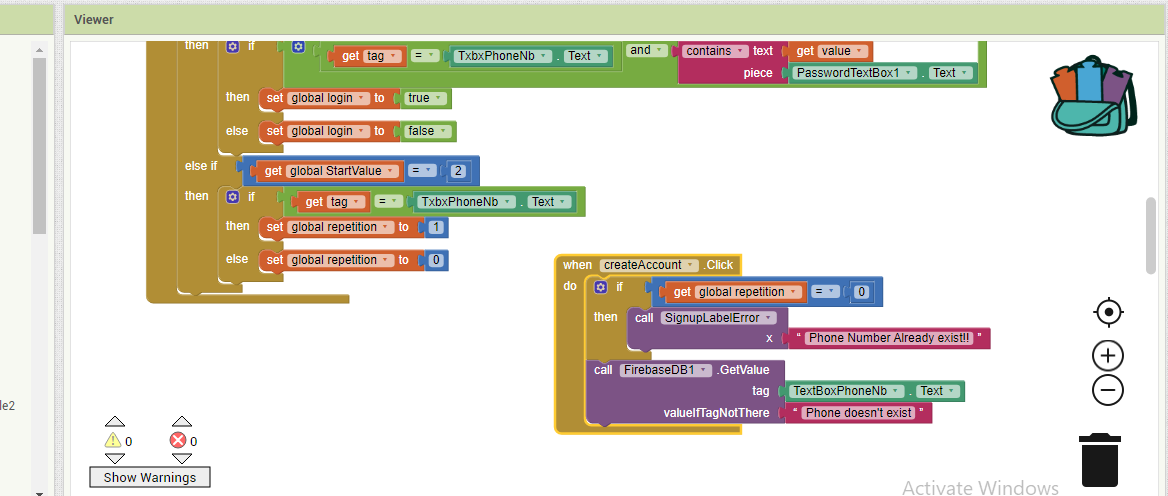 Viewer
then if get tag = TxbxPhoneNb . Text and contains text get value
piece PasswordTextBox1 . Text
then set global login to true
else set global login to false
else if get global StartValue = 2
then if get tag = TxbxPhoneNb . Text
then set global repetition to 1
else set global repetition to 0
when createAccount .Click
do if get global repetition = 0
then call SignupLabelError
x " Phone Number Already exist!! "
call FirebaseDB1 .GetValue
tag TextBoxPhoneNb . Text
valueIfTagNotThere " Phone doesn't exist "
le2
0 0
Show Warnings
Activate Windows